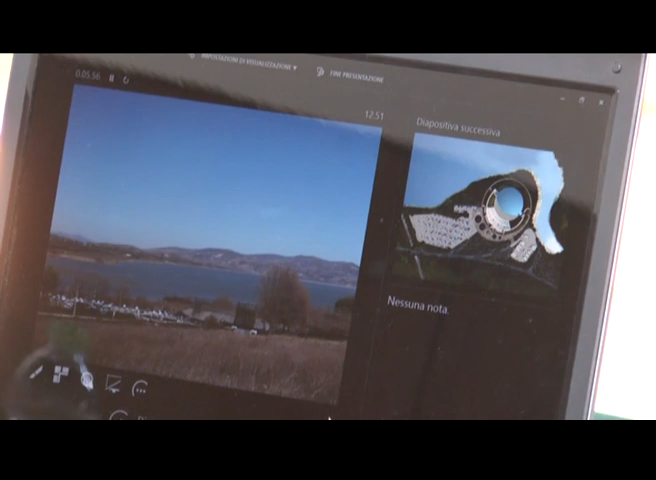 IMPOSTAZIONI DI VISUALIZZAZIONE
FINE PRESENTAZIONE
0.05.56
12:51
Diapositiva successiva
Nessuna nota.